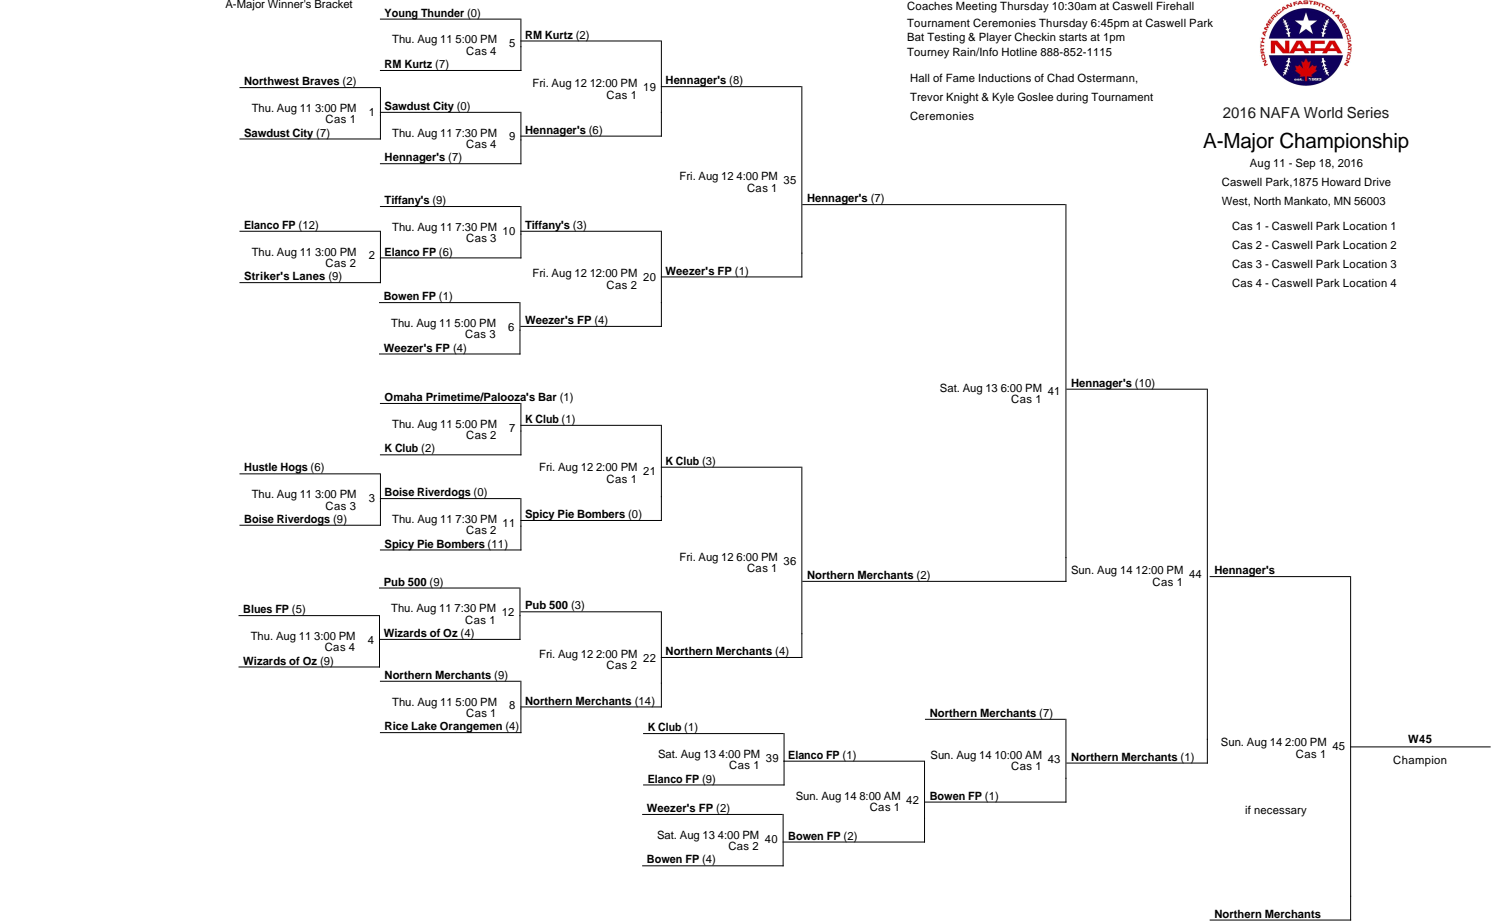 A-Major Winner's Bracket
Young Thunder (0)
Thu. Aug 11 5:00 PM 5
Cas 4
RM Kurtz (7)
RM Kurtz (2)
Northwest Braves (2)
Thu. Aug 11 3:00 PM 1
Cas 1
Sawdust City (7)
Sawdust City (0)
Thu. Aug 11 7:30 PM 9
Cas 4
Hennager's (7)
Fri. Aug 12 12:00 PM 19
Cas 1
Hennager's (6)
Hennager's (8)
Tiffany's (9)
Elanco FP (12)
Thu. Aug 11 3:00 PM 2
Cas 2
Striker's Lanes (9)
Thu. Aug 11 7:30 PM 10
Cas 3
Elanco FP (6)
Tiffany's (3)
Fri. Aug 12 12:00 PM 20
Cas 2
Bowen FP (1)
Thu. Aug 11 5:00 PM 6
Cas 3
Weezer's FP (4)
Weezer's FP (4)
Weezer's FP (1)
Fri. Aug 12 4:00 PM 35
Cas 1
Hennager's (7)
Omaha Primetime/Palooza's Bar (1)
Thu. Aug 11 5:00 PM 7
Cas 2
K Club (2)
K Club (1)
Hustle Hogs (6)
Thu. Aug 11 3:00 PM 3
Cas 3
Boise Riverdogs (9)
Boise Riverdogs (0)
Thu. Aug 11 7:30 PM 11
Cas 2
Spicy Pie Bombers (11)
Fri. Aug 12 2:00 PM 21
Cas 1
Spicy Pie Bombers (0)
K Club (3)
Pub 500 (9)
Blues FP (5)
Thu. Aug 11 3:00 PM 4
Cas 4
Wizards of Oz (9)
Thu. Aug 11 7:30 PM 12
Cas 1
Wizards of Oz (4)
Pub 500 (3)
Fri. Aug 12 2:00 PM 22
Cas 2
Northern Merchants (9)
Thu. Aug 11 5:00 PM 8
Cas 1
Rice Lake Orangemen (4)
Northern Merchants (14)
Northern Merchants (4)
Fri. Aug 12 6:00 PM 36
Cas 1
Northern Merchants (2)
Sat. Aug 13 6:00 PM 41
Cas 1
Hennager's (10)
K Club (1)
Sat. Aug 13 4:00 PM 39
Cas 1
Elanco FP (9)
Elanco FP (1)
Weezer's FP (2)
Sat. Aug 13 4:00 PM 40
Cas 2
Bowen FP (4)
Sun. Aug 14 8:00 AM 42
Cas 1
Bowen FP (2)
Northern Merchants (7)
Sun. Aug 14 10:00 AM 43
Cas 1
Bowen FP (1)
Northern Merchants (1)
Sun. Aug 14 12:00 PM 44
Cas 1
Hennager's
Sun. Aug 14 2:00 PM 45
Cas 1
if necessary
Northern Merchants
W45
Champion
Coaches Meeting Thursday 10:30am at Caswell Firehall
Tournament Ceremonies Thursday 6:45pm at Caswell Park
Bat Testing & Player Checkin starts at 1pm
Tourney Rain/Info Hotline 888-852-1115
Hall of Fame Inductions of Chad Ostermann,
Trevor Knight & Kyle Goslee during Tournament
Ceremonies
NORTH AMERICAN FASTPITCH ASSOCIATION
NAFA
est. 1993
2016 NAFA World Series
A-Major Championship
Aug 11 - Sep 18, 2016
Caswell Park,1875 Howard Drive
West, North Mankato, MN 56003
Cas 1 - Caswell Park Location 1
Cas 2 - Caswell Park Location 2
Cas 3 - Caswell Park Location 3
Cas 4 - Caswell Park Location 4